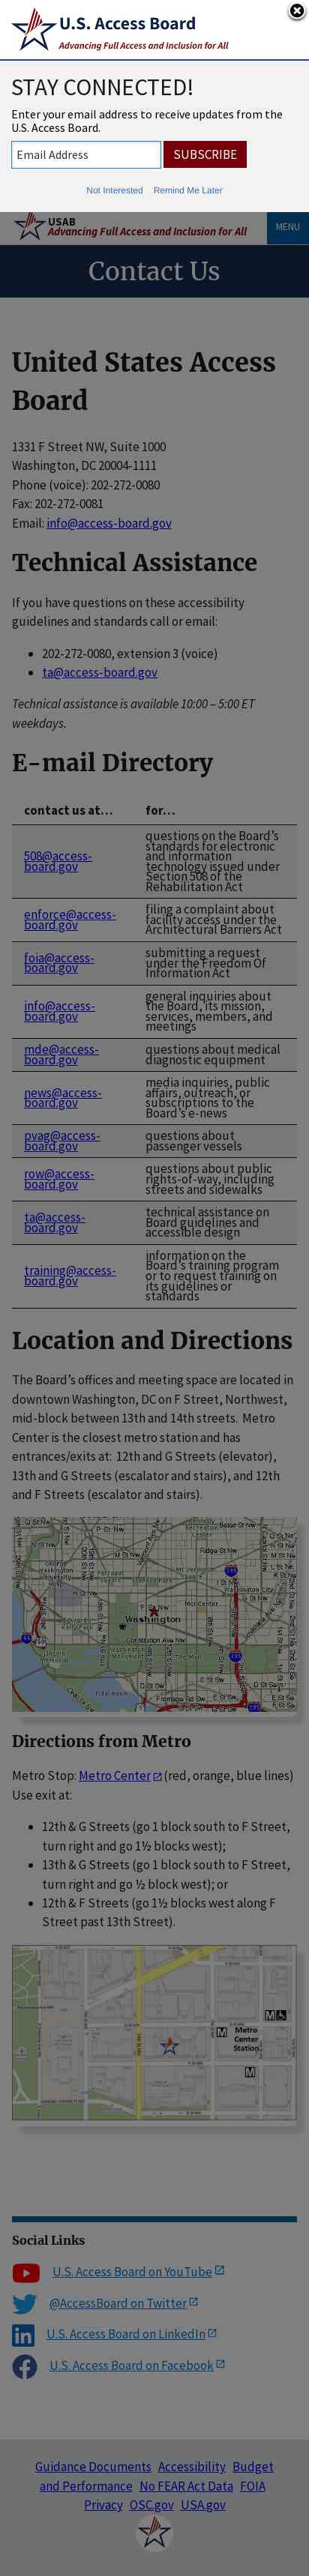 U.S. Access Board
Advancing Full Access and Inclusion for All
STAY CONNECTED!
Enter your email address to receive updates from the
U.S. Access Board.
Email Address
SUBSCRIBE
Not Interested Remind Me Later
USAB
Advancing Full Access and Inclusion for All
MENU
Contact Us
United States Access
Board
1331 F Street NW, Suite 1000
Washington, DC 20004-1111
Phone (voice): 202-272-0080
Fax: 202-272-0081
Email: info@access-board.gov
Technical Assistance
If you have questions on these accessibility
guidelines and standards call or email:
• 202-272-0080, extension 3 (voice)
• ta@access-board.gov
Technical assistance is available 10:00 – 5:00 ET
weekdays.
E-mail Directory
contact us at… for…
508@access-
board.gov
questions on the Board's
standards for electronic
and information
technology issued under
Section 508 of the
Rehabilitation Act
enforce@access-
board.gov
filing a complaint about
facility access under the
Architectural Barriers Act
foia@access-
board.gov
submitting a request
under the Freedom Of
Information Act
info@access-
board.gov
general inquiries about
the Board, its mission,
services, members, and
meetings
mde@access-
board.gov
questions about medical
diagnostic equipment
news@access-
board.gov
media inquiries, public
affairs, outreach, or
subscriptions to the
Board's e-news
pvag@access-
board.gov
questions about
passenger vessels
row@access-
board.gov
questions about public
rights-of-way, including
streets and sidewalks
ta@access-
board.gov
technical assistance on
Board guidelines and
accessible design
training@access-
board.gov
information on the
Board's training program
or to request training on
its guidelines or
standards
Location and Directions
The Board's offices and meeting space are located in
downtown Washington, DC on F Street, Northwest,
mid-block between 13th and 14th streets. Metro
Center is the closest metro station and has
entrances/exits at: 12th and G Streets (elevator),
13th and G Streets (escalator and stairs), and 12th
and F Streets (escalator and stairs).
Washington
Constitution Ave
The Mall
Directions from Metro
Metro Stop: Metro Center (red, orange, blue lines)
Use exit at:
• 12th & G Streets (go 1 block south to F Street,
turn right and go 1½ blocks west);
• 13th & G Streets (go 1 block south to F Street,
turn right and go ½ block west); or
• 12th & F Streets (go 1½ blocks west along F
Street past 13th Street).
M
M
Metro
Center
Station
M
Social Links
U.S. Access Board on YouTube
@AccessBoard on Twitter
U.S. Access Board on LinkedIn
U.S. Access Board on Facebook
Guidance Documents Accessibility Budget
and Performance No FEAR Act Data FOIA
Privacy OSC.gov USA.gov